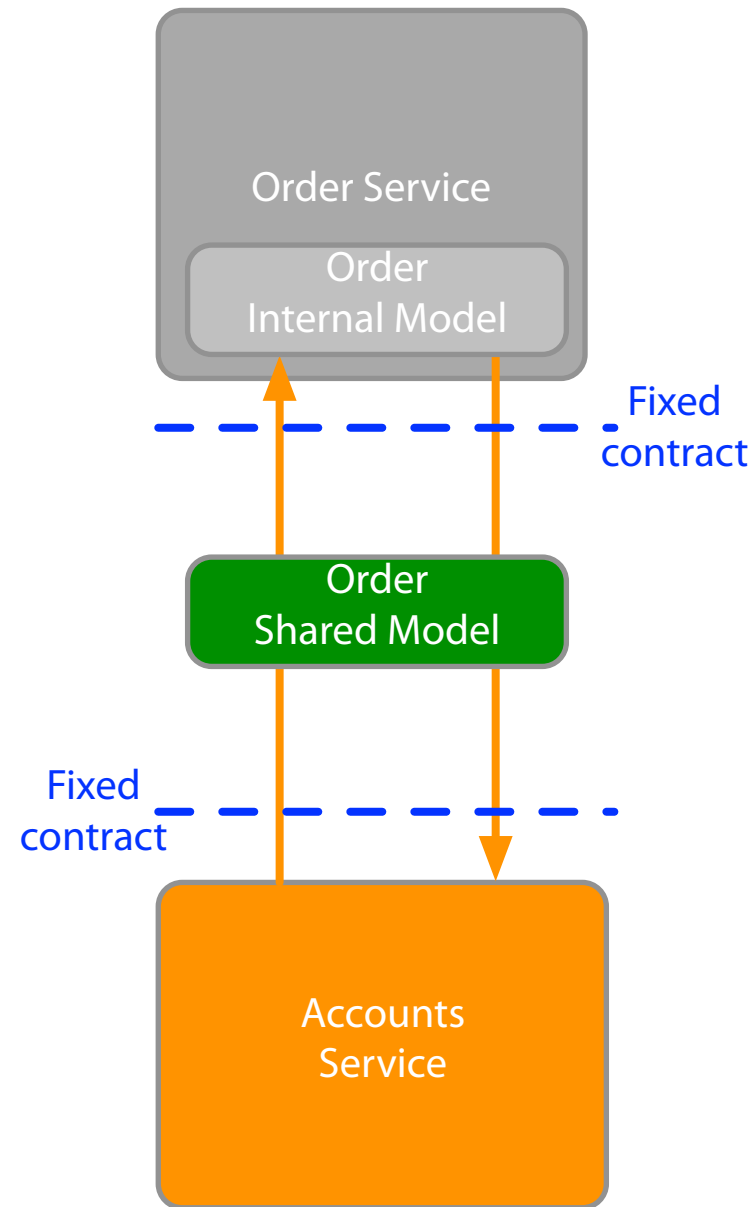 Order Service
Order
Internal Model
Fixed
contract
Order
Shared Model
Fixed
contract
Accounts
Service